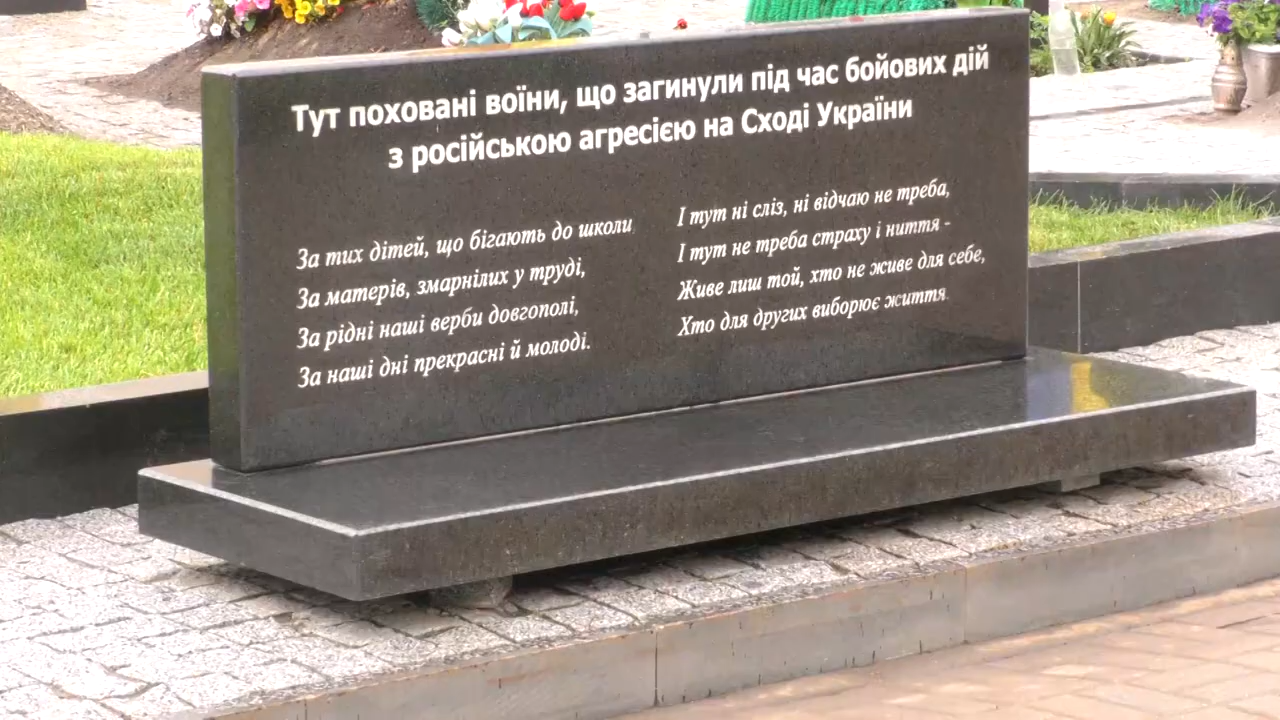 Тут поховані воїни, що загинули під час бойових дій
з російською агресією на Сході України
За тих дітей, що бігають до школи
За матерів, змарнілих у труді,
За рідні наші верби довгополі,
За наші дні прекрасні й молоді.
І тут ні сліз, ні відчаю не треба,
І тут не треба страху і ниття -
Живе лиш той, хто не живе для себе,
Хто для других виборює життя.